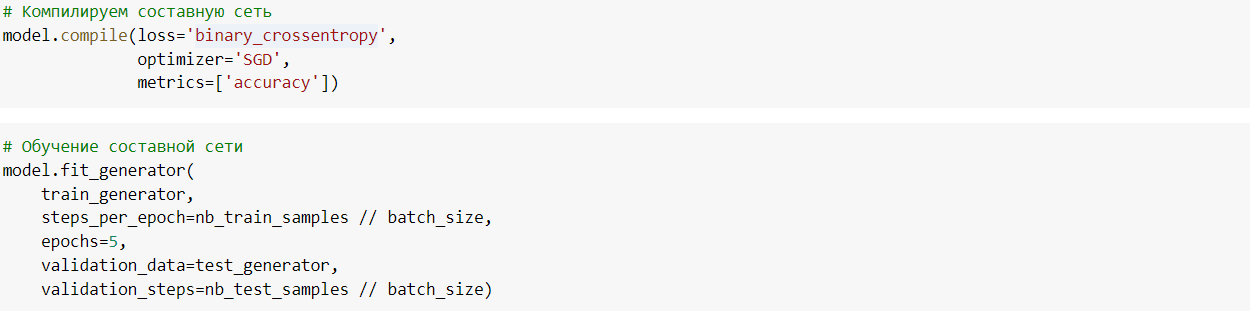 # Компилируем составную сеть
model.compile(loss='binary_crossentropy',
              optimizer='SGD',
              metrics=['accuracy'])
# Обучение составной сети
model.fit_generator(
    train_generator,
    steps_per_epoch=nb_train_samples // batch_size,
    epochs=5,
    validation_data=test_generator,
    validation_steps=nb_test_samples // batch_size)